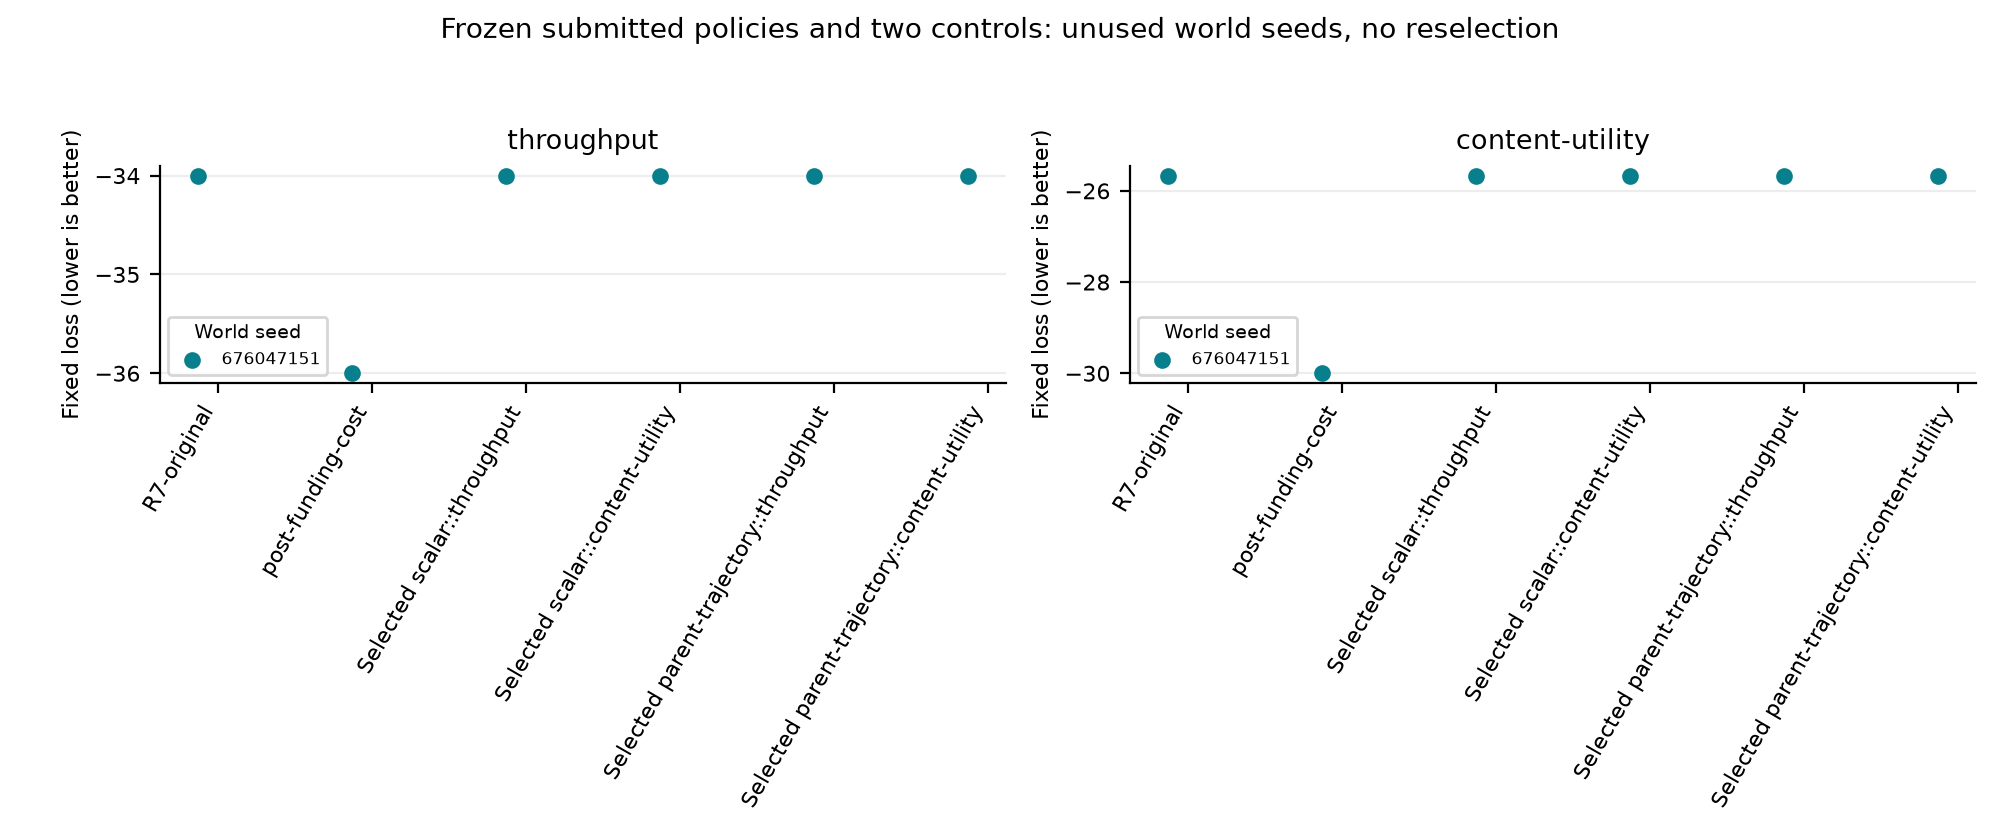 Frozen submitted policies and two controls: unused world seeds, no reselection
throughput
Fixed loss (lower is better)
−34
−35
−36
World seed
676047151
R7-original
post-funding-cost
Selected scalar::throughput
Selected scalar::content-utility
Selected parent-trajectory::throughput
Selected parent-trajectory::content-utility
content-utility
Fixed loss (lower is better)
−26
−28
−30
World seed
676047151
R7-original
post-funding-cost
Selected scalar::throughput
Selected scalar::content-utility
Selected parent-trajectory::throughput
Selected parent-trajectory::content-utility